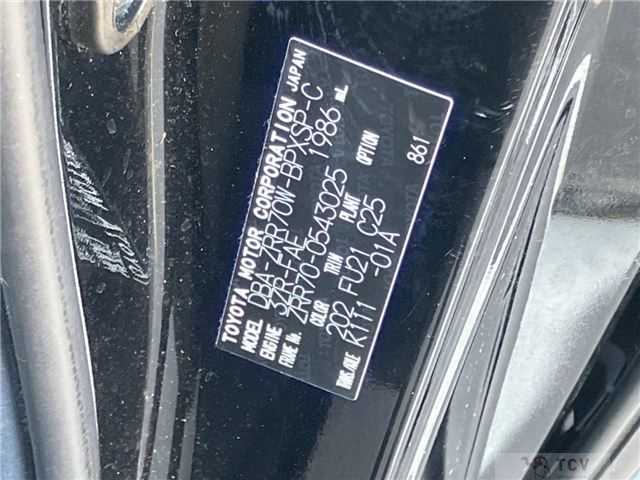 TOYOTA MOTOR CORPORATION JAPAN
MODEL DBA-ZRR70W-BPXSP-C
ENGINE 3ZR-FAE 1986 mL
FRAME No. ZRR70-0543025
COLOR TRIM PLANT OPTION
202 FU21 C25
TRANS./AXLE K111 -01A
861
TCV